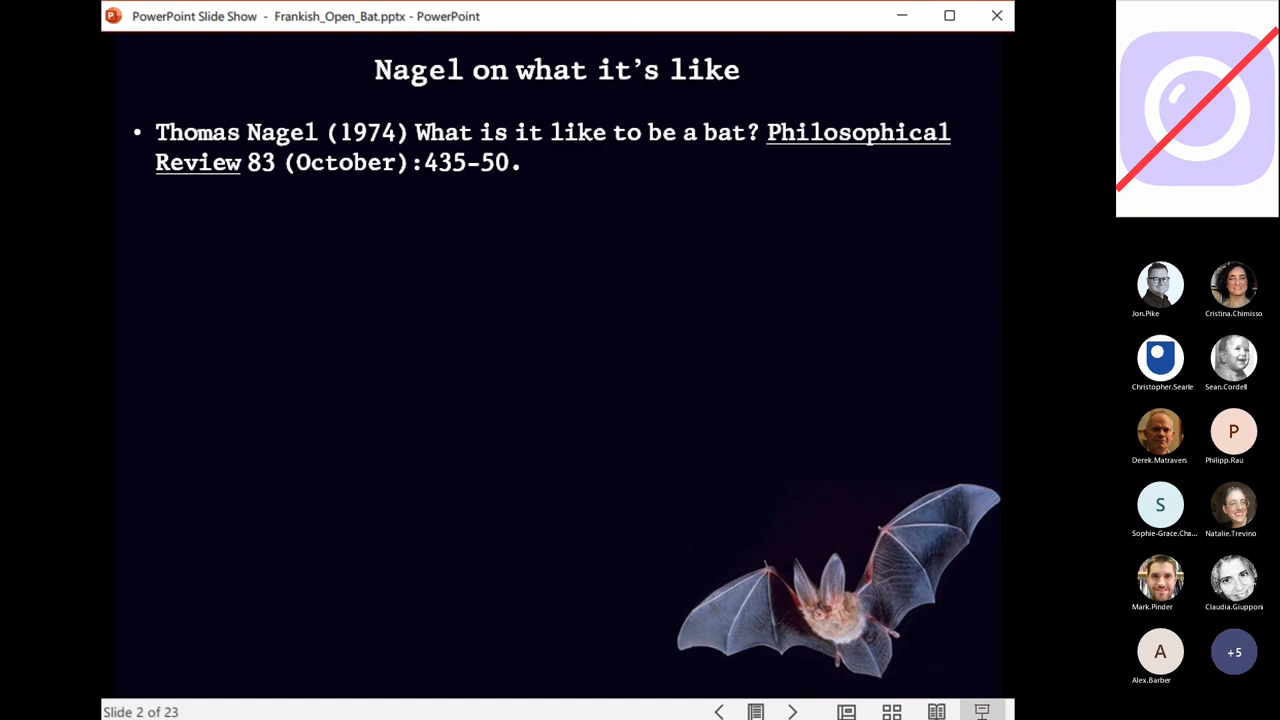 PowerPoint Slide Show - Frankish_Open_Bat.pptx - PowerPoint
Nagel on what it's like
• Thomas Nagel (1974) What is it like to be a bat? Philosophical
Review 83 (October):435-50.
Jon.Pike
Cristina.Chimisso
Christopher.Searle
Sean.Cordell
Derek.Matravers
P
Philipp.Rau
S
Sophie-Grace.Cha...
Natalie.Trevino
Mark.Pinder
Claudia.Giupponi
A
Alex.Barber
+5
Slide 2 of 23